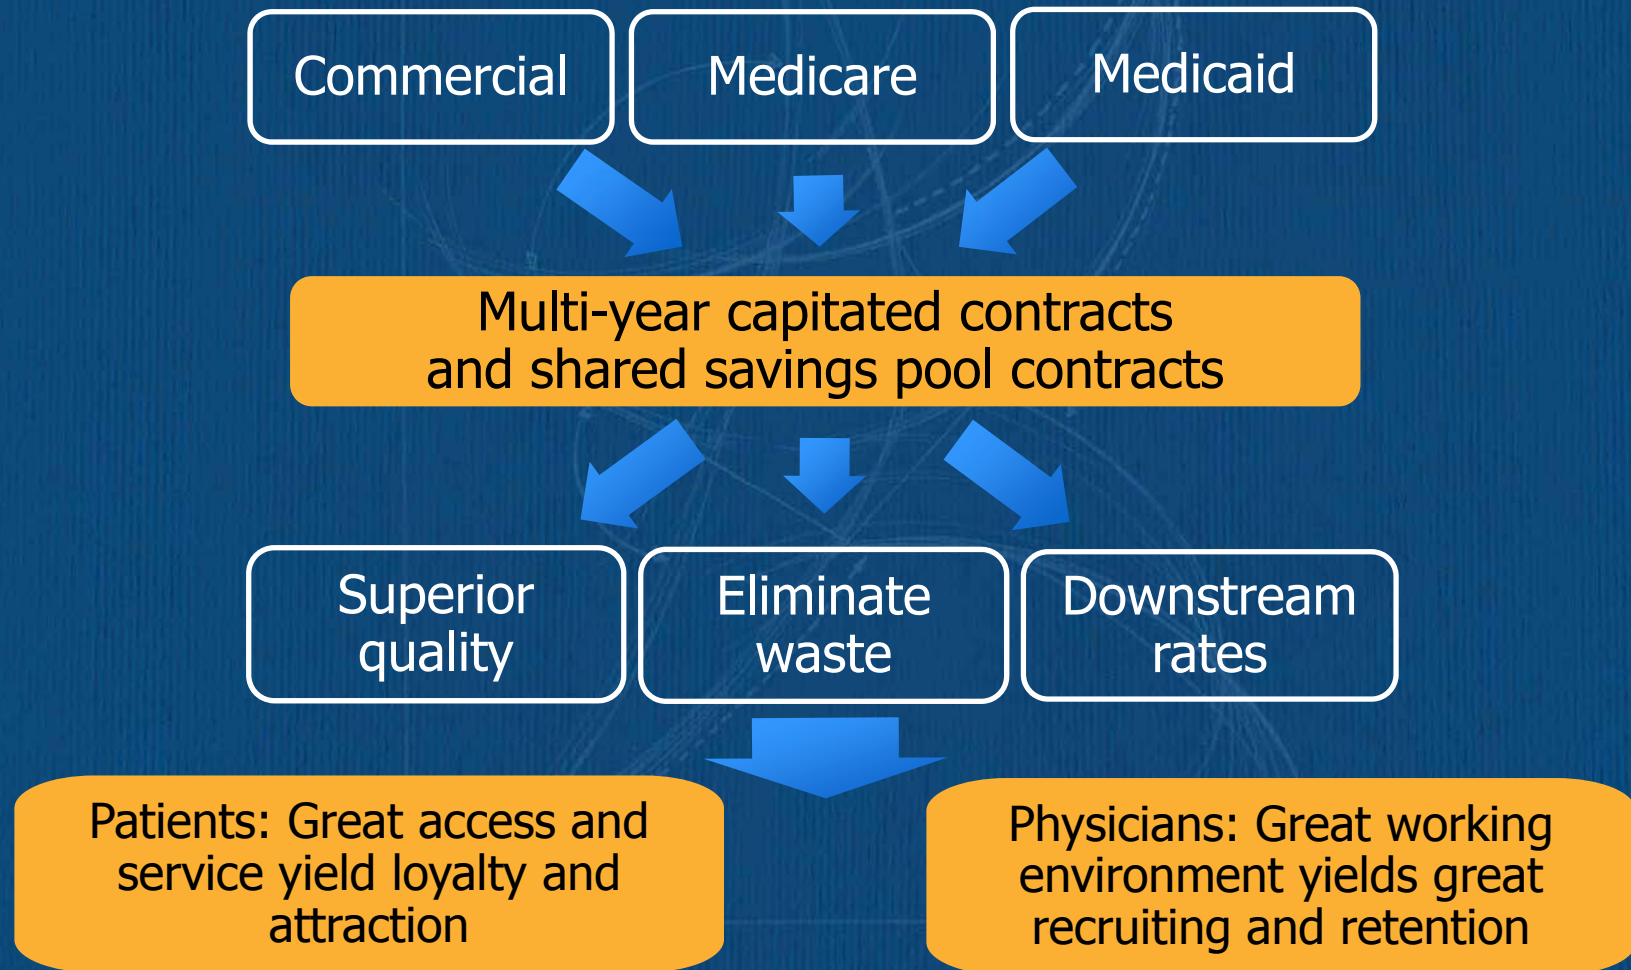 Commercial
Medicare
Medicaid
Multi-year capitated contracts
and shared savings pool contracts
Superior
quality
Eliminate
waste
Downstream
rates
Patients: Great access and
service yield loyalty and
attraction
Physicians: Great working
environment yields great
recruiting and retention